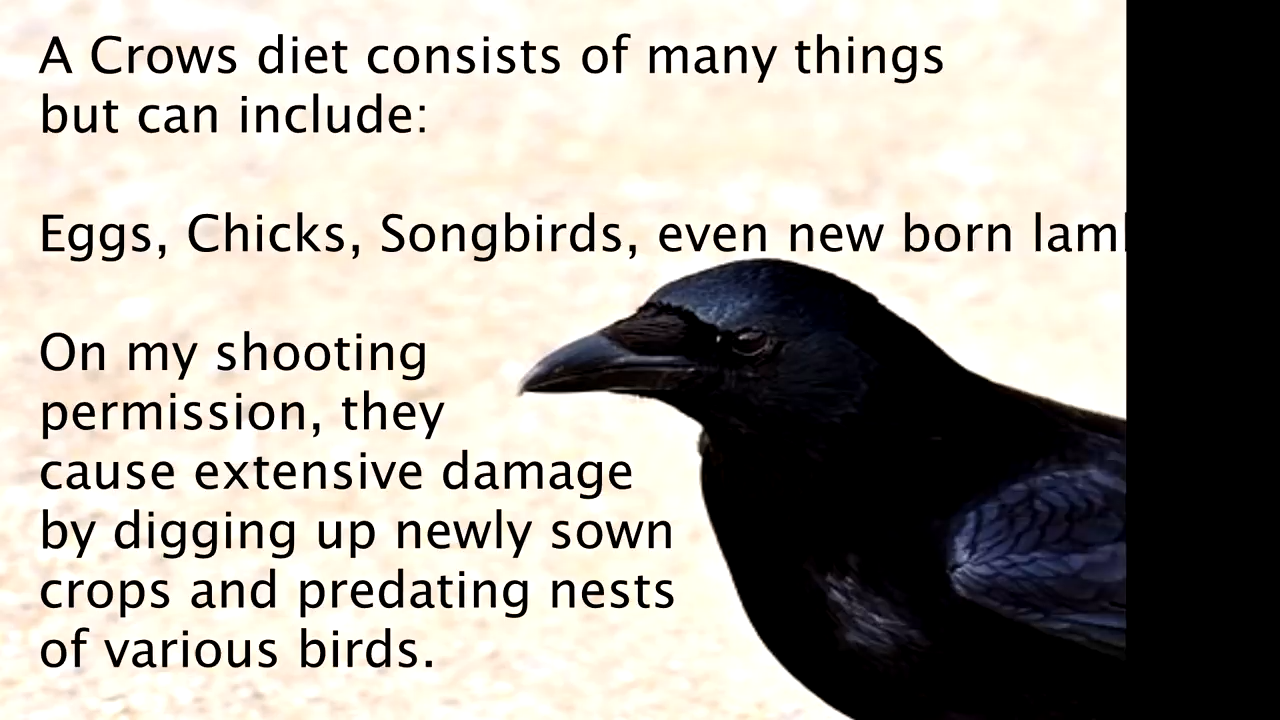 A Crows diet consists of many things
but can include:
Eggs, Chicks, Songbirds, even new born
On my shooting
permission, they
cause extensive damage
by digging up newly sown
crops and predating nests
of various birds.